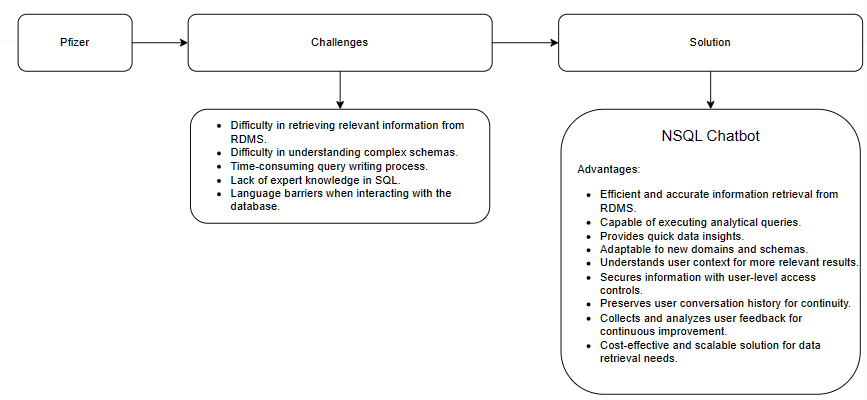 Pfizer
Challenges
Solution
• Difficulty in retrieving relevant information from
RDMS.
• Difficulty in understanding complex schemas.
• Time-consuming query writing process.
• Lack of expert knowledge in SQL.
• Language barriers when interacting with the
database.
NSQL Chatbot
Advantages:
• Efficient and accurate information retrieval from
RDMS.
• Capable of executing analytical queries.
• Provides quick data insights.
• Adaptable to new domains and schemas.
• Understands user context for more relevant results.
• Secures information with user-level access
controls.
• Preserves user conversation history for continuity.
• Collects and analyzes user feedback for
continuous improvement.
• Cost-effective and scalable solution for data
retrieval needs.